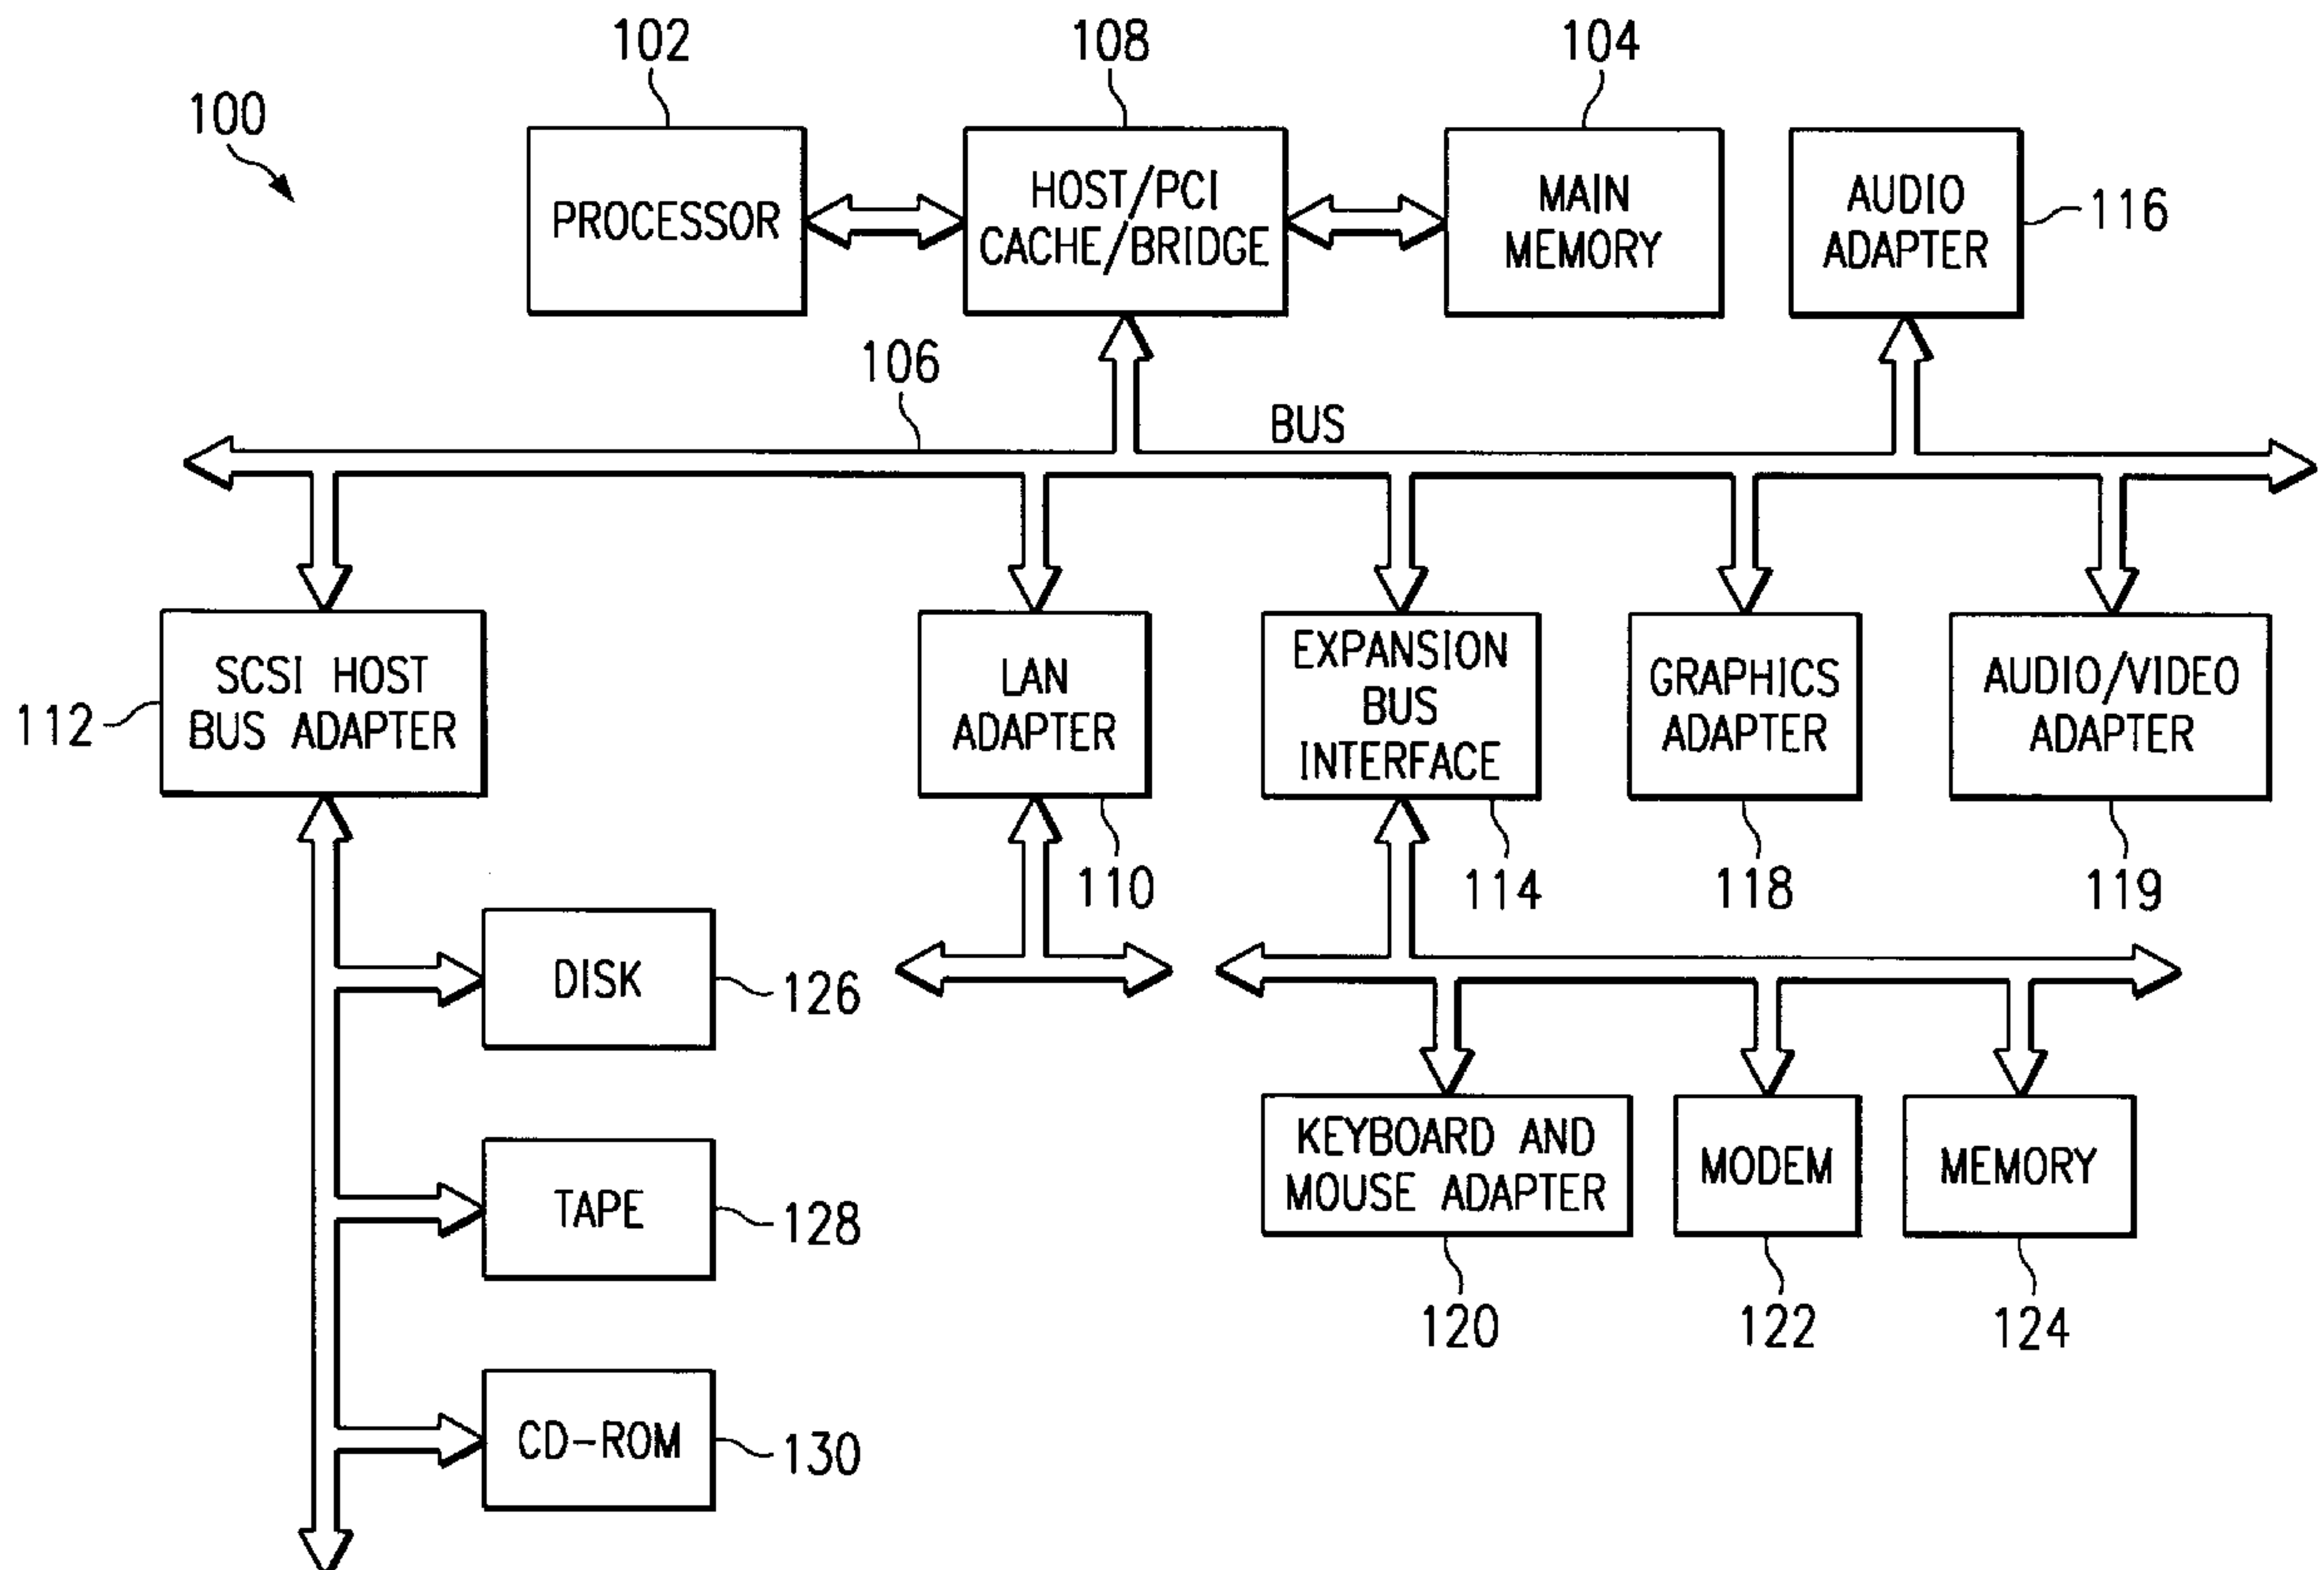 102
108
104
100
PROCESSOR
HOST/PCI
CACHE/BRIDGE
MAIN
MEMORY
AUDIO
ADAPTER
116
106
BUS
SCSI HOST
BUS ADAPTER
112
LAN
ADAPTER
110
EXPANSION
BUS
INTERFACE
114
GRAPHICS
ADAPTER
118
AUDIO/VIDEO
ADAPTER
119
DISK
126
TAPE
128
CD-ROM
130
KEYBOARD AND
MOUSE ADAPTER
120
MODEM
122
MEMORY
124